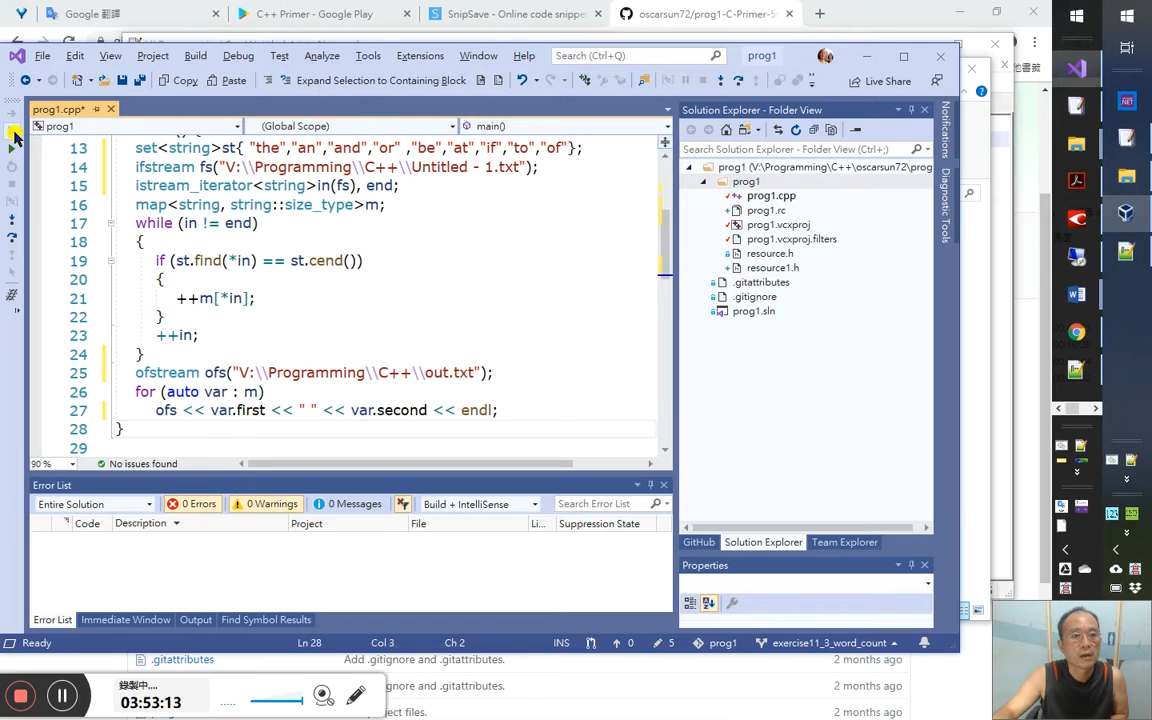 Google 翻譯
C++ Primer - Google Play
SnipSave - Online code snippe
oscarsun72/prog1-C-Primer-5
File Edit View Project Build Debug Test Analyze Tools Extensions Window Help
Search (Ctrl+Q)
prog1
Copy Paste Expand Selection to Containing Block
Live Share
prog1.cpp*
prog1
(Global Scope)
main()
13 set<string>st{ "the","an","and","or" ,"be","at","if","to","of"};
14 ifstream fs("V:\\Programming\\C++\\Untitled - 1.txt");
15 istream_iterator<string>in(fs), end;
16 map<string, string::size_type>m;
17 while (in != end)
18 {
19 if (st.find(*in) == st.cend())
20 {
21 ++m[*in];
22 }
23 ++in;
24 }
25 ofstream ofs("V:\\Programming\\C++\\out.txt");
26 for (auto var : m)
27 ofs << var.first << " " << var.second << endl;
28 }
29
90 %
No issues found
Solution Explorer - Folder View
Search Solution Explorer - Folder View (Ctrl+;)
prog1 (V:\Programming\C++\oscarsun72\prog
prog1
prog1.cpp
prog1.rc
prog1.vcxproj
prog1.vcxproj.filters
resource.h
resource1.h
.gitattributes
.gitignore
prog1.sln
Notifications
Diagnostic Tools
Error List
Entire Solution
0 Errors
0 Warnings
0 Messages
Build + IntelliSense
Search Error List
Code Description Project File Li... Suppression State
Error List Immediate Window Output Find Symbol Results
GitHub Solution Explorer Team Explorer
Properties
Ready
Ln 28 Col 3 Ch 2 INS
0 5 prog1 exercise11_3_word_count
.gitattributes Add .gitignore and .gitattributes. 2 months ago
gnore and .gitattributes. 2 months ago
ject files. 2 months ago
錄製中....
03:53:13